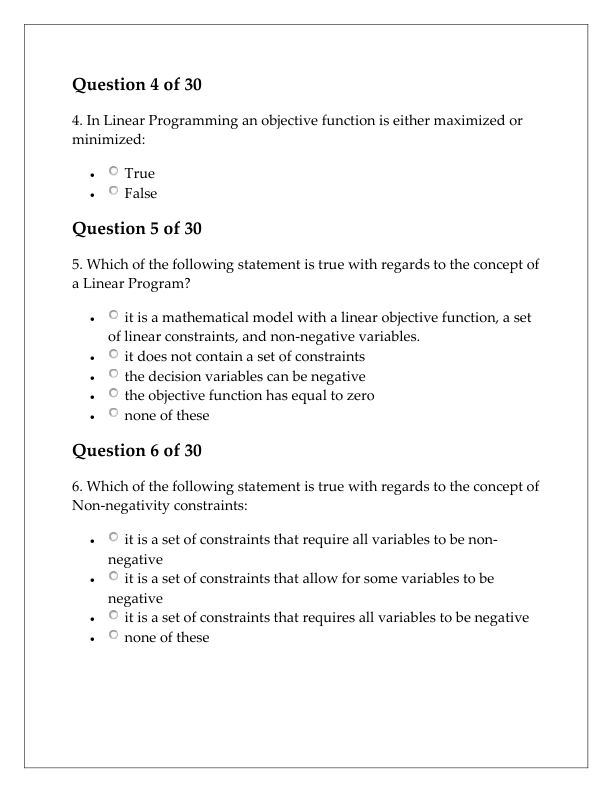 Question 4 of 30
4. In Linear Programming an objective function is either maximized or
minimized:
• True
• False
Question 5 of 30
5. Which of the following statement is true with regards to the concept of
a Linear Program?
• it is a mathematical model with a linear objective function, a set
of linear constraints, and non-negative variables.
• it does not contain a set of constraints
• the decision variables can be negative
• the objective function has equal to zero
• none of these
Question 6 of 30
6. Which of the following statement is true with regards to the concept of
Non-negativity constraints:
• it is a set of constraints that require all variables to be non-
negative
• it is a set of constraints that allow for some variables to be
negative
• it is a set of constraints that requires all variables to be negative
• none of these